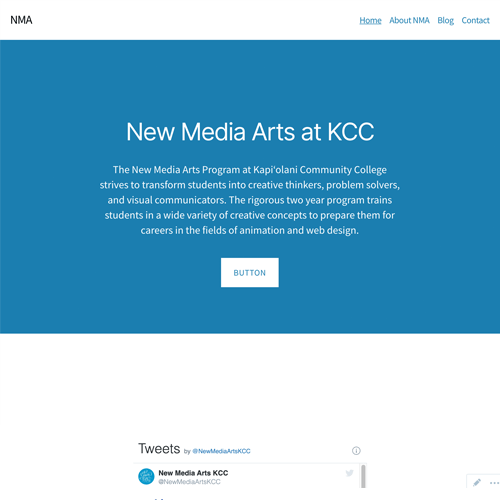 NMA
Home About NMA Blog Contact
New Media Arts at KCC
The New Media Arts Program at Kapi'olani Community College
strives to transform students into creative thinkers, problem solvers,
and visual communicators. The rigorous two year program trains
students in a wide variety of creative concepts to prepare them for
careers in the fields of animation and web design.
BUTTON
Tweets by @NewMediaArtsKCC
New Media Arts KCC
@NewMediaArtsKCC